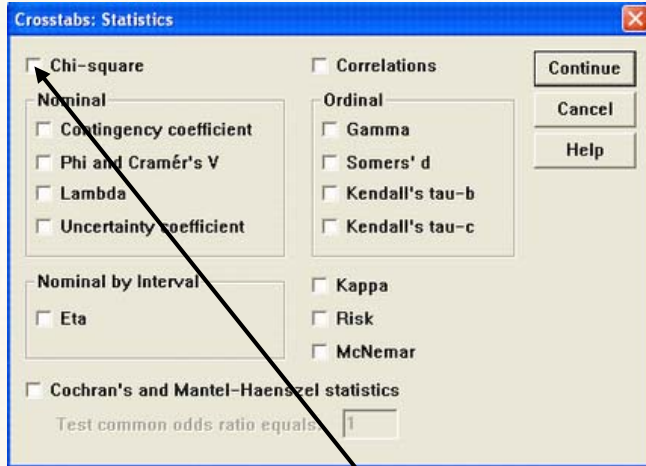 Crosstabs: Statistics
Chi-square
Correlations
Continue
Cancel
Help
Nominal
Contingency coefficient
Phi and Cramér's V
Lambda
Uncertainty coefficient
Ordinal
Gamma
Somers' d
Kendall's tau-b
Kendall's tau-c
Nominal by Interval
Eta
Kappa
Risk
McNemar
Cochran's and Mantel-Haenszel statistics
Test common odds ratio equals: 1